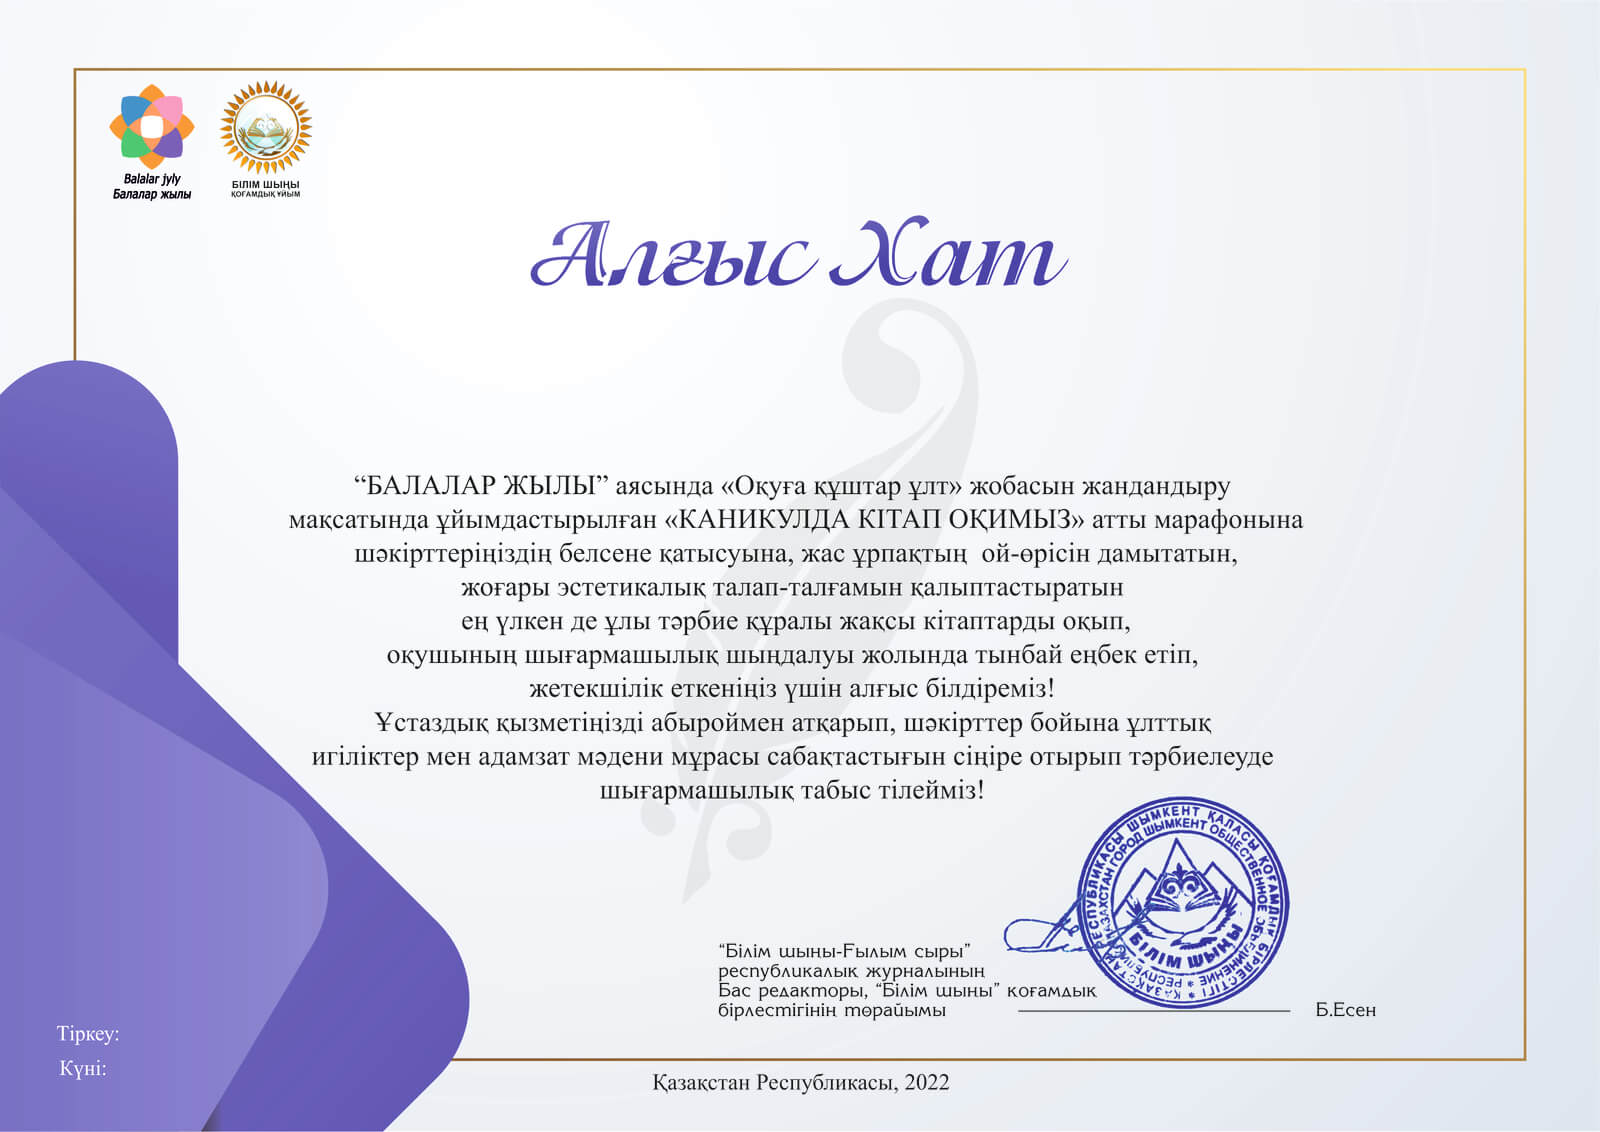 Balalar jyly
Балалар жылы
БІЛІМ ШЫҢЫ
ҚОҒАМДЫҚ ҰЙЫМ
Алғыс Хат
“БАЛАЛАР ЖЫЛЫ” аясында «Оқуға құштар ұлт» жобасын жандандыру
мақсатында ұйымдастырылған «КАНИКУЛДА КІТАП ОҚИМЫЗ» атты марафонына
шәкірттеріңіздің белсене қатысуына, жас ұрпақтың ой-өрісін дамытатын,
жоғары эстетикалық талап-талғамын қалыптастыратын
ең үлкен де ұлы тәрбие құралы жақсы кітаптарды оқып,
оқушының шығармашылық шыңдалуы жолында тынбай еңбек етіп,
жетекшілік еткеніңіз үшін алғыс білдіреміз!
Ұстаздық қызметіңізді абыроймен атқарып, шәкірттер бойына ұлттық
игіліктер мен адамзат мәдени мұрасы сабақтастығын сіңіре отырып тәрбиелеуде
шығармашылық табыс тілейміз!
ҚАЗАҚСТАН РЕСПУБЛИКАСЫ ШЫМКЕНТ ҚАЛАСЫ ҚОҒАМДЫҚ БІРЛЕСТІГІ
РЕСПУБЛИКА КАЗАХСТАН ГОРОД ШЫМКЕНТ ОБЩЕСТВЕННОЕ ОБЪЕДИНЕНИЕ
БІЛІМ ШЫҢЫ
“Білім шыңы-Ғылым сыры”
республикалық журналының
Бас редакторы, “Білім шыңы” қоғамдық
бірлестігінің төрайымы
Б.Есен
Тіркеу:
Күні:
Қазақстан Республикасы, 2022